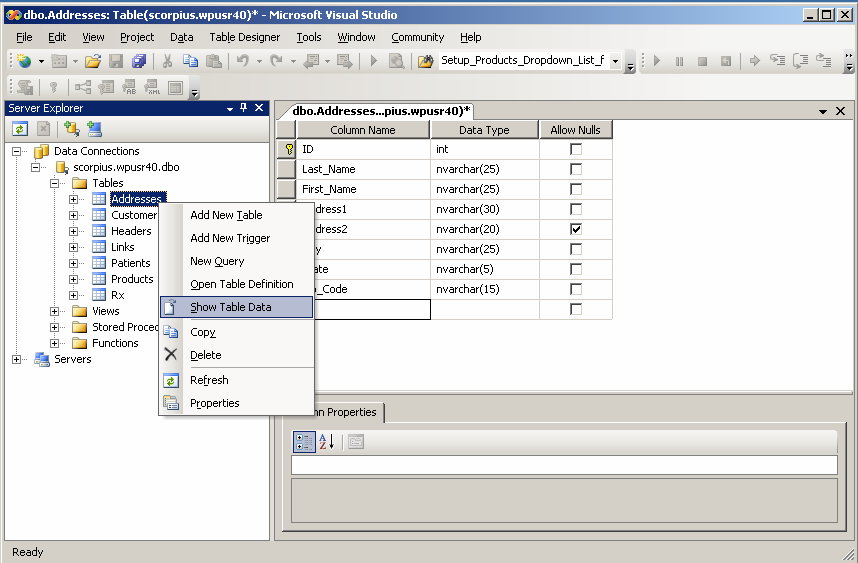 dbo.Addresses: Table(scorpius.wpusr40)* - Microsoft Visual Studio
File Edit View Project Data Table Designer Tools Window Community Help
Setup_Products_Dropdown_List_f
Server Explorer
dbo.Addresses...pius.wpusr40)*
Data Connections
scorpius.wpusr40.dbo
Tables
Addresses
Customer
Headers
Links
Patients
Products
Rx
Views
Stored Proced
Functions
Servers
Add New Table
Add New Trigger
New Query
Open Table Definition
Show Table Data
Copy
Delete
Refresh
Properties
Column Name Data Type Allow Nulls
ID int
Last_Name nvarchar(25)
First_Name nvarchar(25)
ddress1 nvarchar(30)
ddress2 nvarchar(20)
y nvarchar(25)
ate nvarchar(5)
p_Code nvarchar(15)
mn Properties
Ready